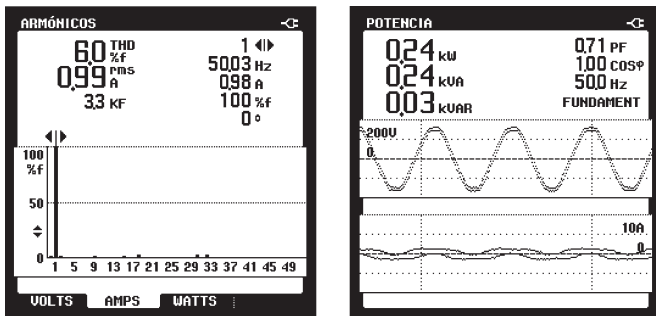 ARMÓNICOS
6.0 THD %f
0.99 rms A
3.3 KF
1
50.03 Hz
0.98 A
100 %f
0 °
100
%f
50
0
1 5 9 13 17 21 25 29 33 37 41 45 49
VOLTS AMPS WATTS
POTENCIA
0.24 kW
0.24 kVA
0.03 kVAR
0.71 PF
1.00 COSφ
50.0 Hz
FUNDAMENT
200V
0
10A
0